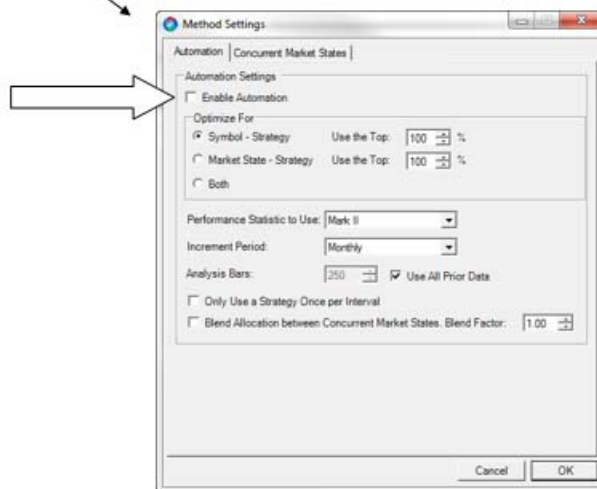 Method Settings
Automation
Concurrent Market States
Automation Settings
Enable Automation
Optimize For
Symbol - Strategy Use the Top: 100 %
Market State - Strategy Use the Top: 100 %
Both
Performance Statistic to Use: Mark II
Increment Period: Monthly
Analysis Bars: 250 Use All Prior Data
Only Use a Strategy Once per Interval
Blend Allocation between Concurrent Market States. Blend Factor: 1.00
Cancel OK